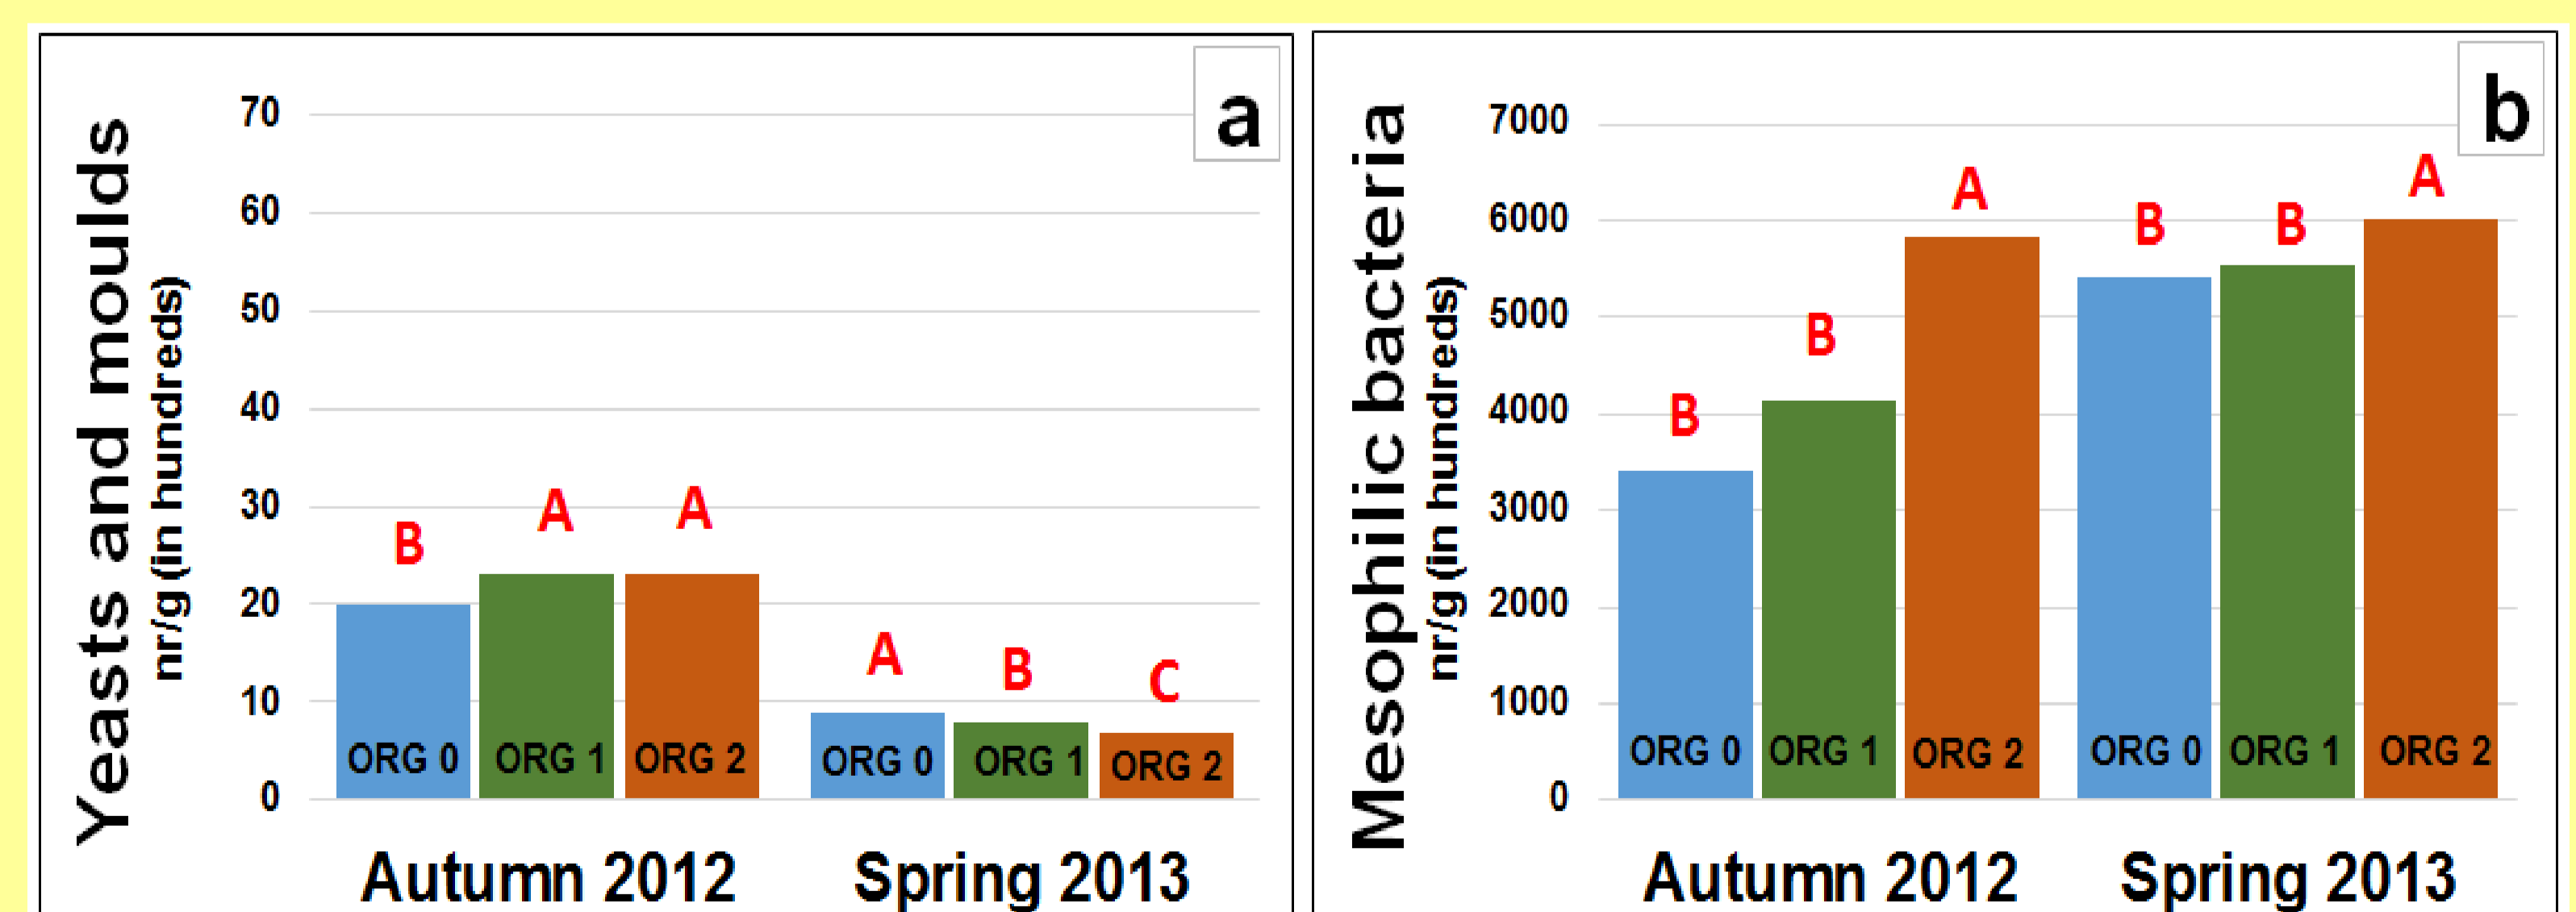 a
Yeasts and moulds
nr/g (in hundreds)
70
60
50
40
30
20
10
0
B
A
A
A
B
C
ORG 0
ORG 1
ORG 2
ORG 0
ORG 1
ORG 2
Autumn 2012
Spring 2013
b
Mesophilic bacteria
nr/g (in hundreds)
7000
6000
5000
4000
3000
2000
1000
0
B
B
A
B
B
A
ORG 0
ORG 1
ORG 2
ORG 0
ORG 1
ORG 2
Autumn 2012
Spring 2013